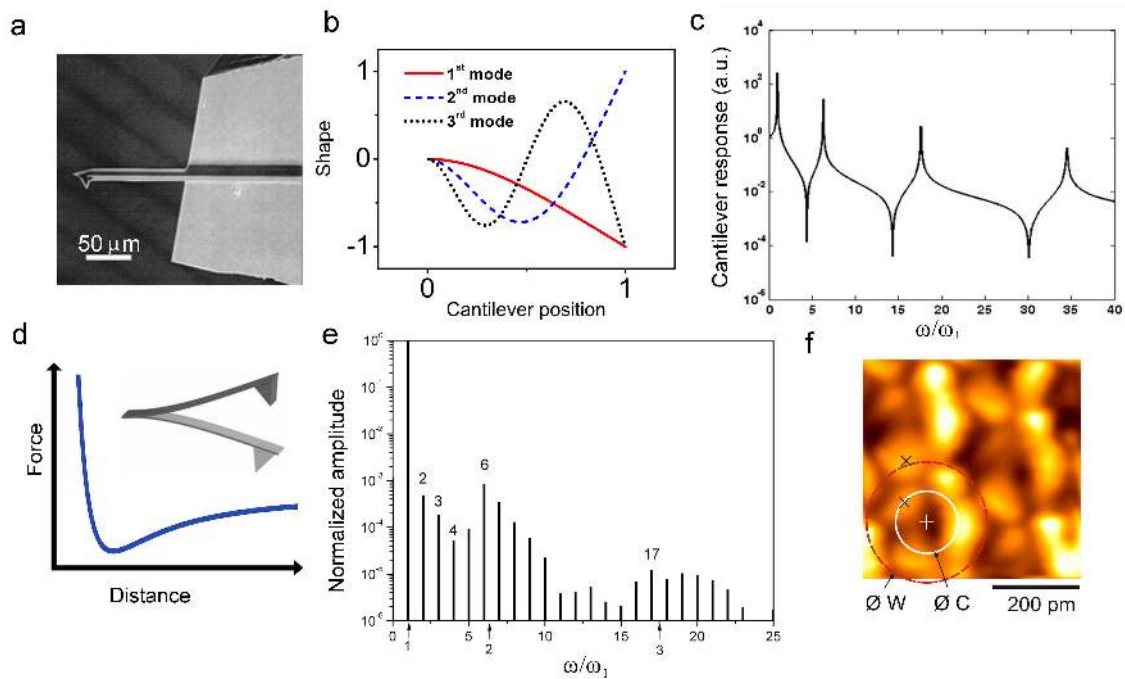 a
50 μm
b
Shape
1
0
-1
1st mode
2nd mode
3rd mode
0
1
Cantilever position
c
Cantilever response (a.u.)
10^4
10^2
10^0
10^-2
10^-4
10^-6
0 5 10 15 20 25 30 35 40
ω/ω1
d
Force
Distance
e
Normalized amplitude
10^0
10^-1
10^-2
10^-3
10^-4
10^-5
10^-6
2
3
4
6
17
0 5 10 15 20 25
1 2 3
ω/ω1
f
Ø W
Ø C
200 pm